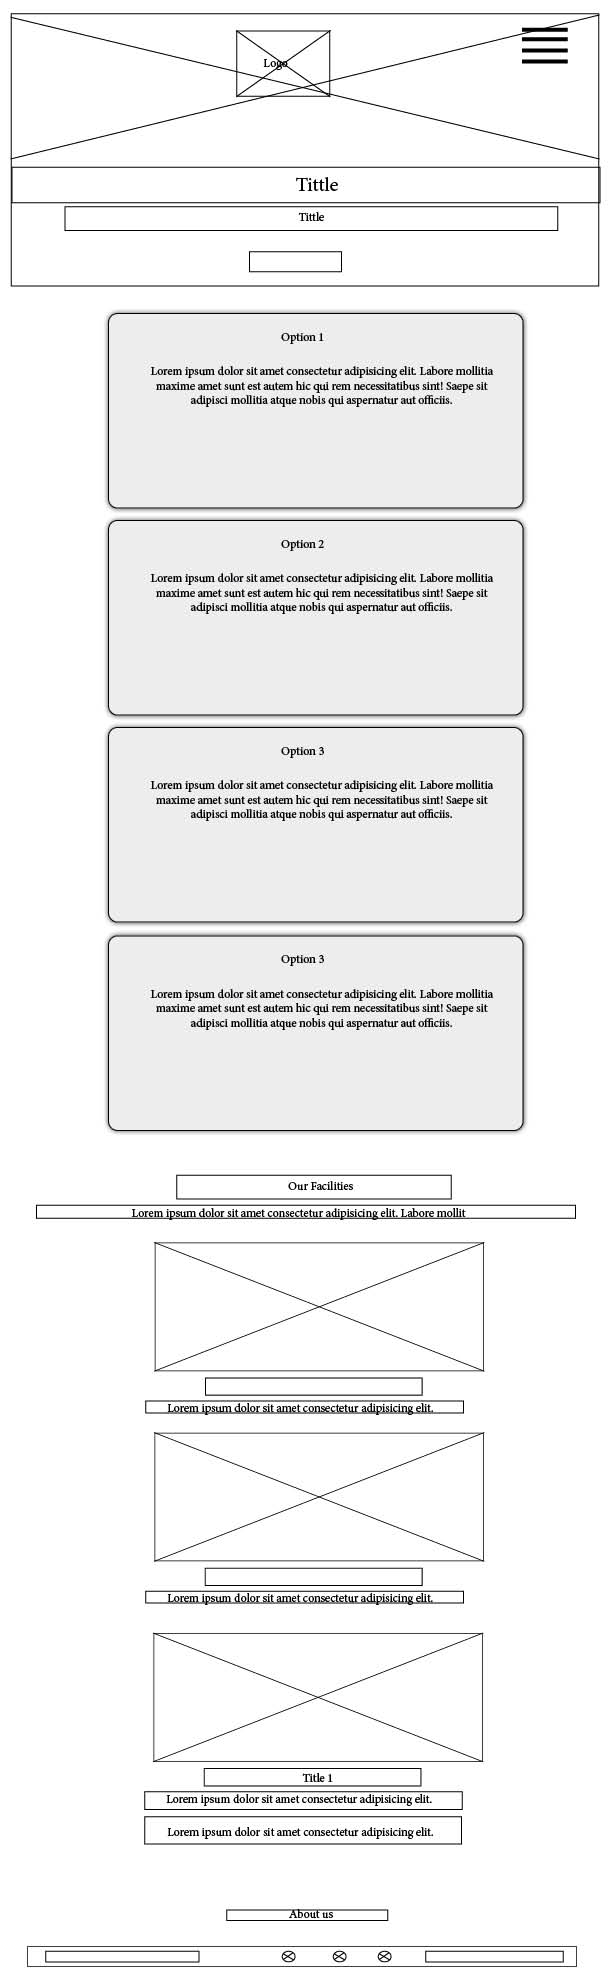 Logo
Tittle
Tittle
Option 1
Lorem ipsum dolor sit amet consectetur adipisicing elit. Labore mollitia
maxime amet sunt est autem hic qui rem necessitatibus sint! Saepe sit
adipisci mollitia atque nobis qui aspernatur aut officiis.
Option 2
Lorem ipsum dolor sit amet consectetur adipisicing elit. Labore mollitia
maxime amet sunt est autem hic qui rem necessitatibus sint! Saepe sit
adipisci mollitia atque nobis qui aspernatur aut officiis.
Option 3
Lorem ipsum dolor sit amet consectetur adipisicing elit. Labore mollitia
maxime amet sunt est autem hic qui rem necessitatibus sint! Saepe sit
adipisci mollitia atque nobis qui aspernatur aut officiis.
Option 3
Lorem ipsum dolor sit amet consectetur adipisicing elit. Labore mollitia
maxime amet sunt est autem hic qui rem necessitatibus sint! Saepe sit
adipisci mollitia atque nobis qui aspernatur aut officiis.
Our Facilities
Lorem ipsum dolor sit amet consectetur adipisicing elit. Labore mollit
Lorem ipsum dolor sit amet consectetur adipisicing elit.
Lorem ipsum dolor sit amet consectetur adipisicing elit.
Title 1
Lorem ipsum dolor sit amet consectetur adipisicing elit.
Lorem ipsum dolor sit amet consectetur adipisicing elit.
About us